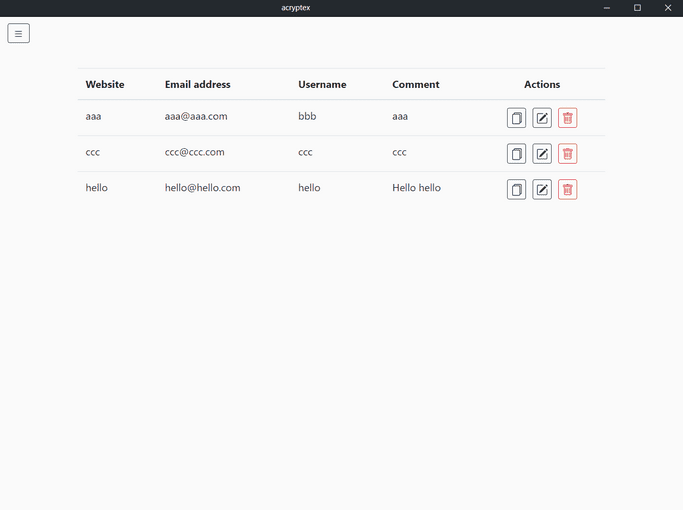 acryptex
Website Email address Username Comment Actions
aaa aaa@aaa.com bbb aaa
ccc ccc@ccc.com ccc ccc
hello hello@hello.com hello Hello hello